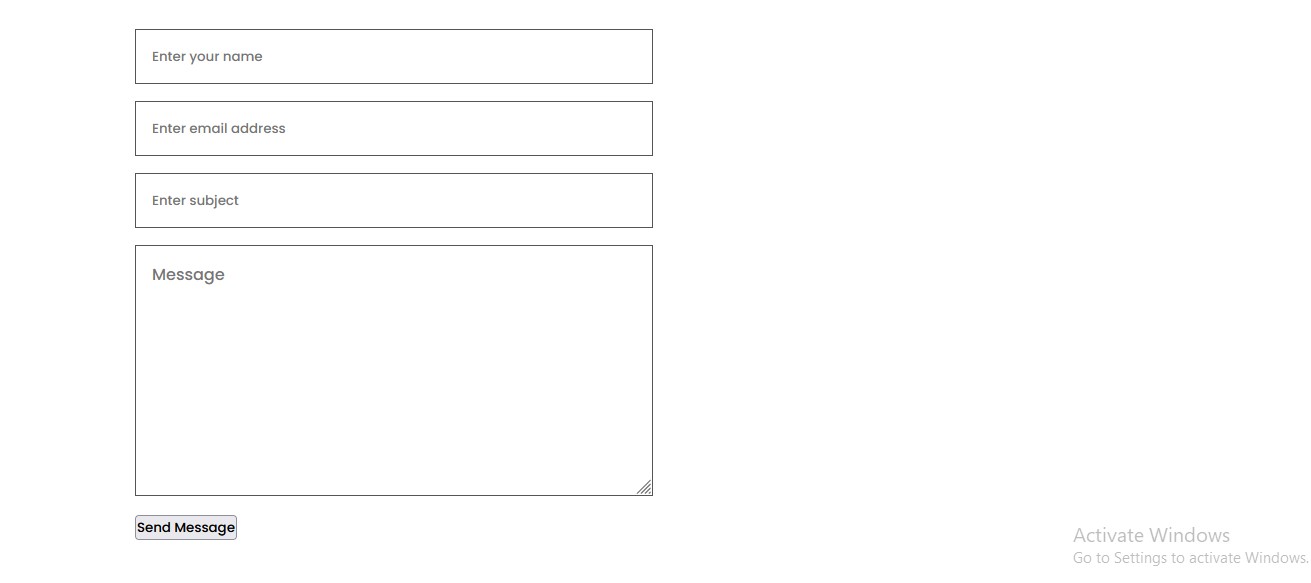 Enter your name
Enter email address
Enter subject
Message
Send Message
Activate Windows
Go to Settings to activate Windows.